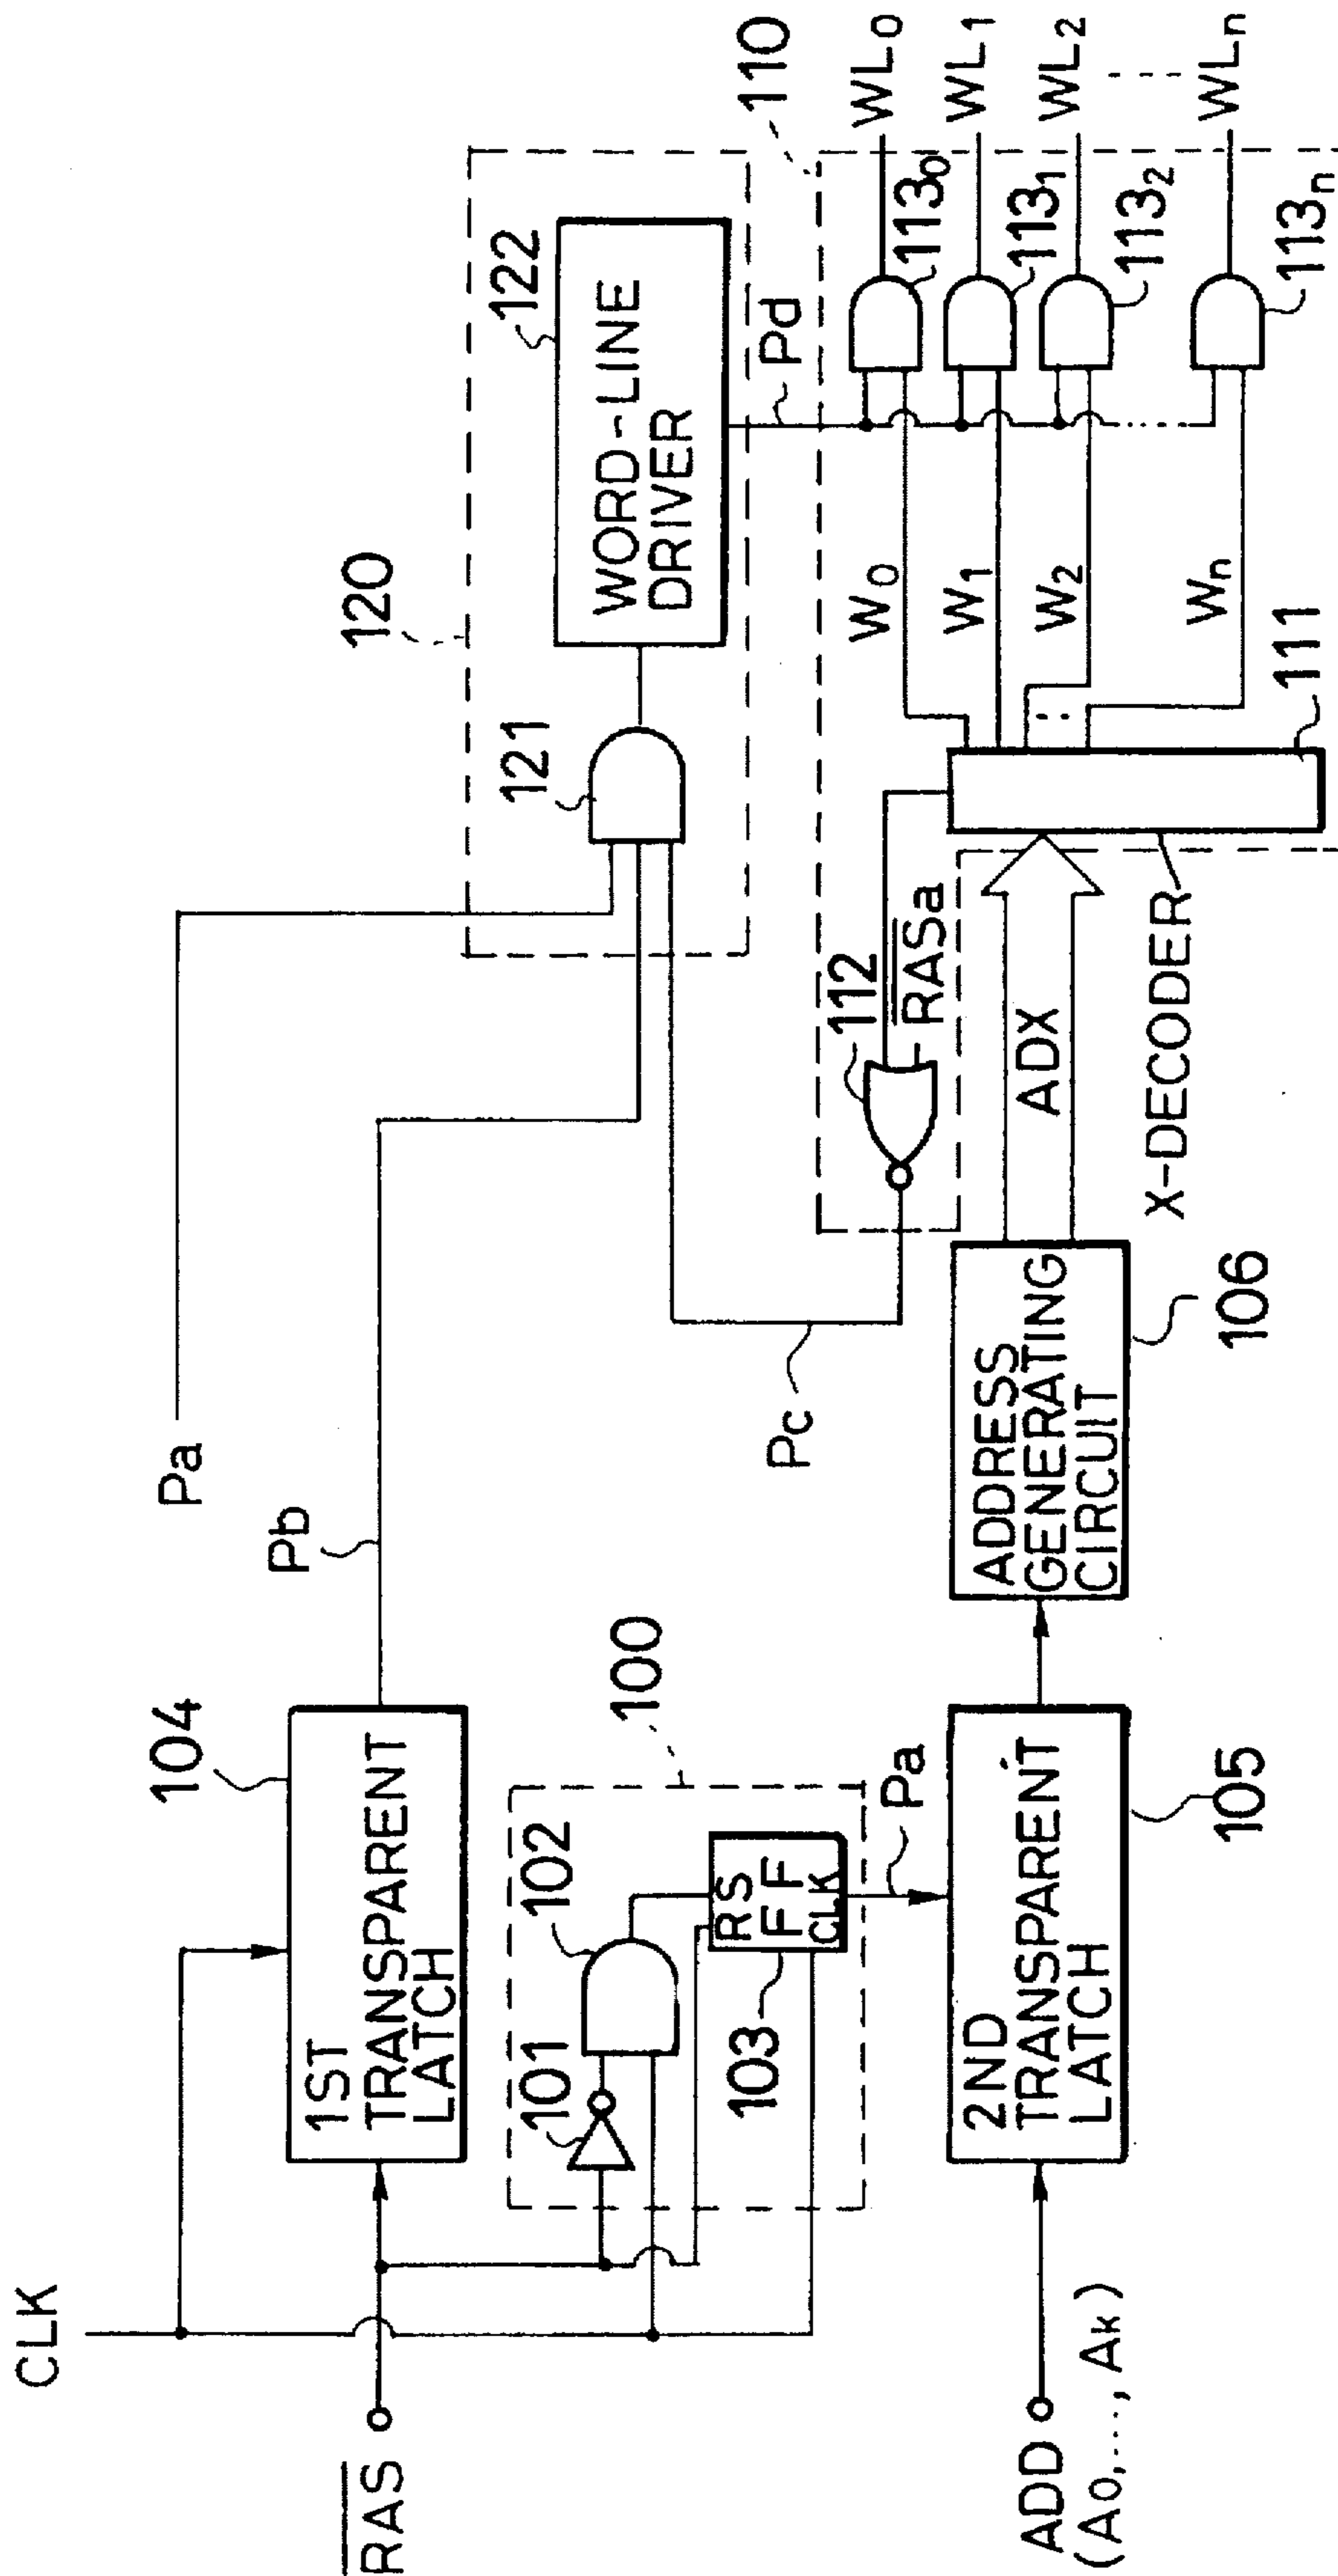 CLK
RAS
ADD
(A0,...., Ak)
104
1ST
TRANSPARENT
LATCH
100
101
102
103
RS
FF
CLK
Pa
2ND
TRANSPARENT
LATCH
105
Pb
Pa
Pc
ADDRESS
GENERATING
CIRCUIT
106
ADX
X-DECODER
111
112
RASa
120
121
122
WORD-LINE
DRIVER
Pd
110
W0
W1
W2
Wn
1130
1131
1132
113n
WL0
WL1
WL2
WLn